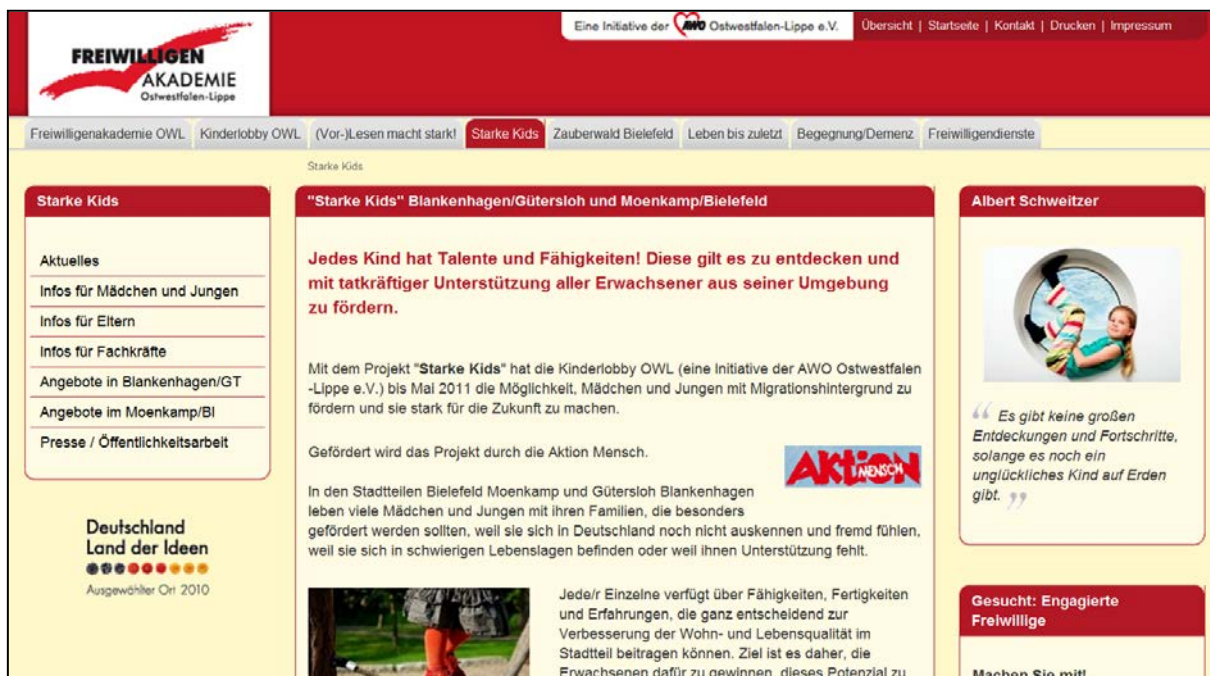 Eine Initiative der AWO Ostwestfalen-Lippe e.V.
Übersicht | Startseite | Kontakt | Drucken | Impressum
FREIWILLIGEN
AKADEMIE
Ostwestfalen-Lippe
Freiwilligenakademie OWL
Kinderlobby OWL
(Vor-)Lesen macht stark!
Starke Kids
Zauberwald Bielefeld
Leben bis zuletzt
Begegnung/Demenz
Freiwilligendienste
Starke Kids
Starke Kids
Aktuelles
Infos für Mädchen und Jungen
Infos für Eltern
Infos für Fachkräfte
Angebote in Blankenhagen/GT
Angebote im Moenkamp/BI
Presse / Öffentlichkeitsarbeit
Deutschland
Land der Ideen
Ausgewählter Ort 2010
"Starke Kids" Blankenhagen/Gütersloh und Moenkamp/Bielefeld
Jedes Kind hat Talente und Fähigkeiten! Diese gilt es zu entdecken und
mit tatkräftiger Unterstützung aller Erwachsener aus seiner Umgebung
zu fördern.
Mit dem Projekt "Starke Kids" hat die Kinderlobby OWL (eine Initiative der AWO Ostwestfalen
-Lippe e.V.) bis Mai 2011 die Möglichkeit, Mädchen und Jungen mit Migrationshintergrund zu
fördern und sie stark für die Zukunft zu machen.
Gefördert wird das Projekt durch die Aktion Mensch.
AKTiON
MENSCH
In den Stadtteilen Bielefeld Moenkamp und Gütersloh Blankenhagen
leben viele Mädchen und Jungen mit ihren Familien, die besonders
gefördert werden sollten, weil sie sich in Deutschland noch nicht auskennen und fremd fühlen,
weil sie sich in schwierigen Lebenslagen befinden oder weil ihnen Unterstützung fehlt.
Jede/r Einzelne verfügt über Fähigkeiten, Fertigkeiten
und Erfahrungen, die ganz entscheidend zur
Verbesserung der Wohn- und Lebensqualität im
Stadtteil beitragen können. Ziel ist es daher, die
Erwachsenen dafür zu gewinnen, dieses Potenzial zu
Albert Schweitzer
“ Es gibt keine großen
Entdeckungen und Fortschritte,
solange es noch ein
unglückliches Kind auf Erden
gibt. ”
Gesucht: Engagierte
Freiwillige
Machen Sie mit!